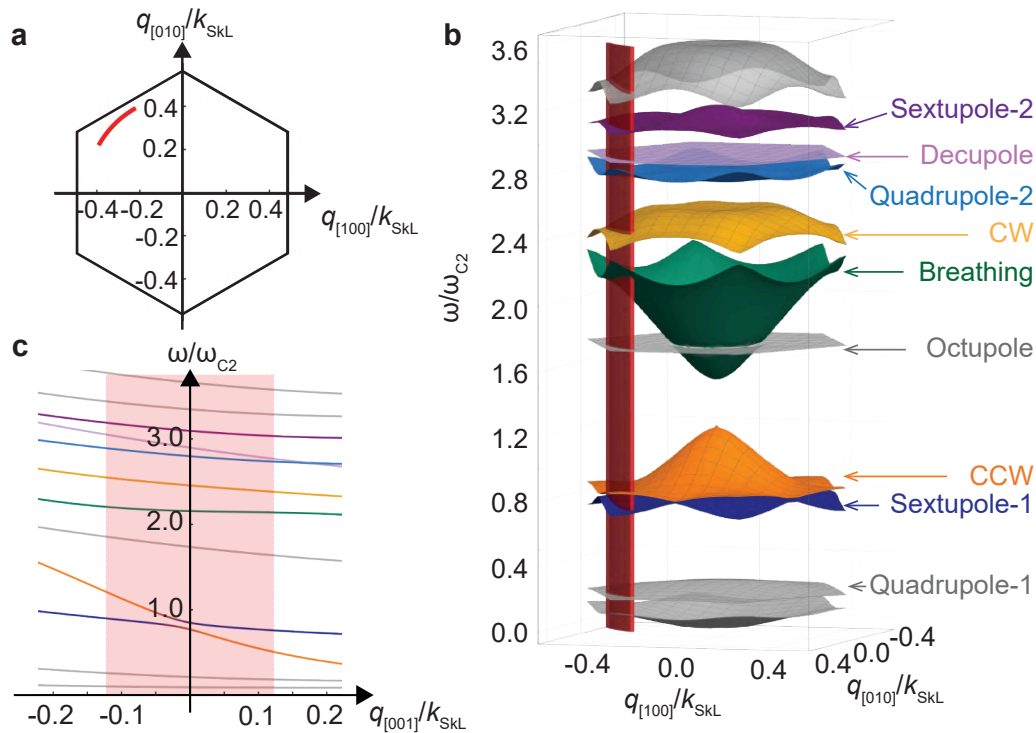 a
q[010]/kSkL
0.4
0.2
-0.4
-0.2
0.2
0.4
q[100]/kSkL
-0.2
-0.4
b
3.6
3.2
2.8
2.4
2.0
1.6
1.2
0.8
0.4
0.0
ω/ωC2
Sextupole-2
Decupole
Quadrupole-2
CW
Breathing
Octupole
CCW
Sextupole-1
Quadrupole-1
-0.4
0.0
0.4
q[100]/kSkL
0.4
0.0
-0.4
q[010]/kSkL
c
ω/ωC2
3.0
2.0
1.0
-0.2
-0.1
0.1
0.2
q[001]/kSkL